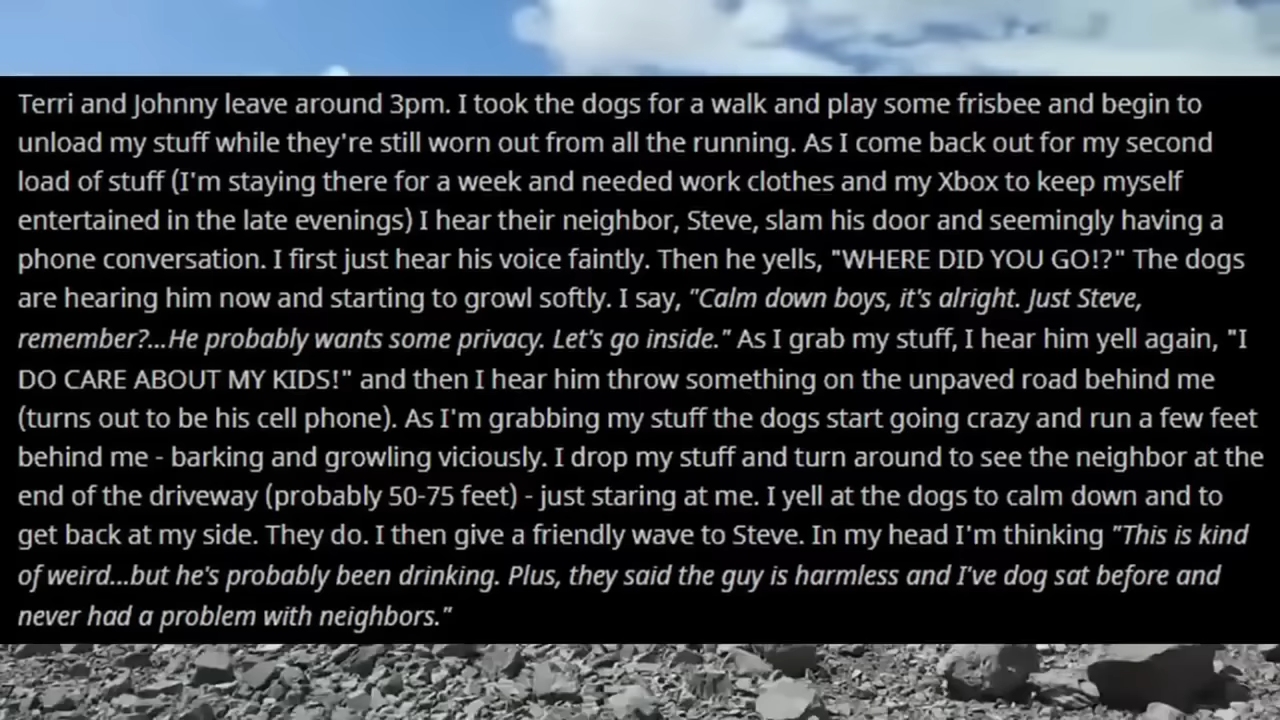 Terri and Johnny leave around 3pm. I took the dogs for a walk and play some frisbee and begin to
unload my stuff while they're still worn out from all the running. As I come back out for my second
load of stuff (I'm staying there for a week and needed work clothes and my Xbox to keep myself
entertained in the late evenings) I hear their neighbor, Steve, slam his door and seemingly having a
phone conversation. I first just hear his voice faintly. Then he yells, "WHERE DID YOU GO!?" The dogs
are hearing him now and starting to growl softly. I say, "Calm down boys, it's alright. Just Steve,
remember?...He probably wants some privacy. Let's go inside." As I grab my stuff, I hear him yell again, "I
DO CARE ABOUT MY KIDS!" and then I hear him throw something on the unpaved road behind me
(turns out to be his cell phone). As I'm grabbing my stuff the dogs start going crazy and run a few feet
behind me - barking and growling viciously. I drop my stuff and turn around to see the neighbor at the
end of the driveway (probably 50-75 feet) - just staring at me. I yell at the dogs to calm down and to
get back at my side. They do. I then give a friendly wave to Steve. In my head I'm thinking "This is kind
of weird...but he's probably been drinking. Plus, they said the guy is harmless and I've dog sat before and
never had a problem with neighbors."